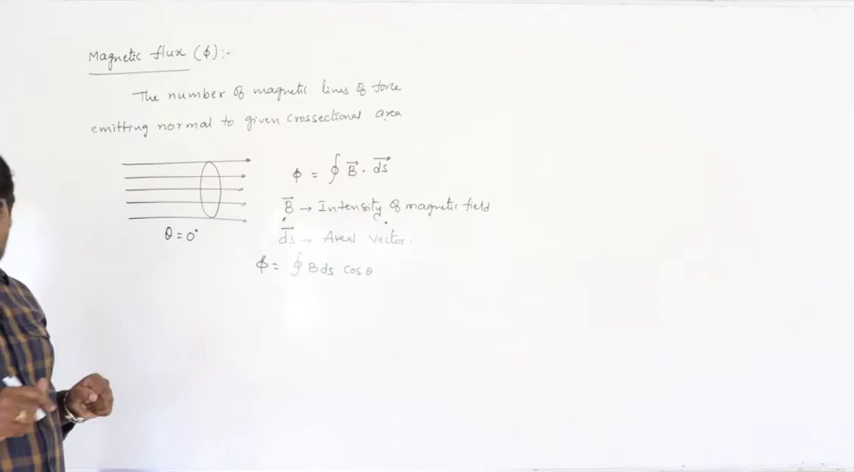 Magnetic flux (ϕ):-
The number of magnetic lines of force
emitting normal to given crossectional area
θ = 0°
ϕ = ∮ B⃗ . ds⃗
B⃗ → Intensity of magnetic field
ds⃗ → Areal vector.
ϕ = ∮ B ds cos θ